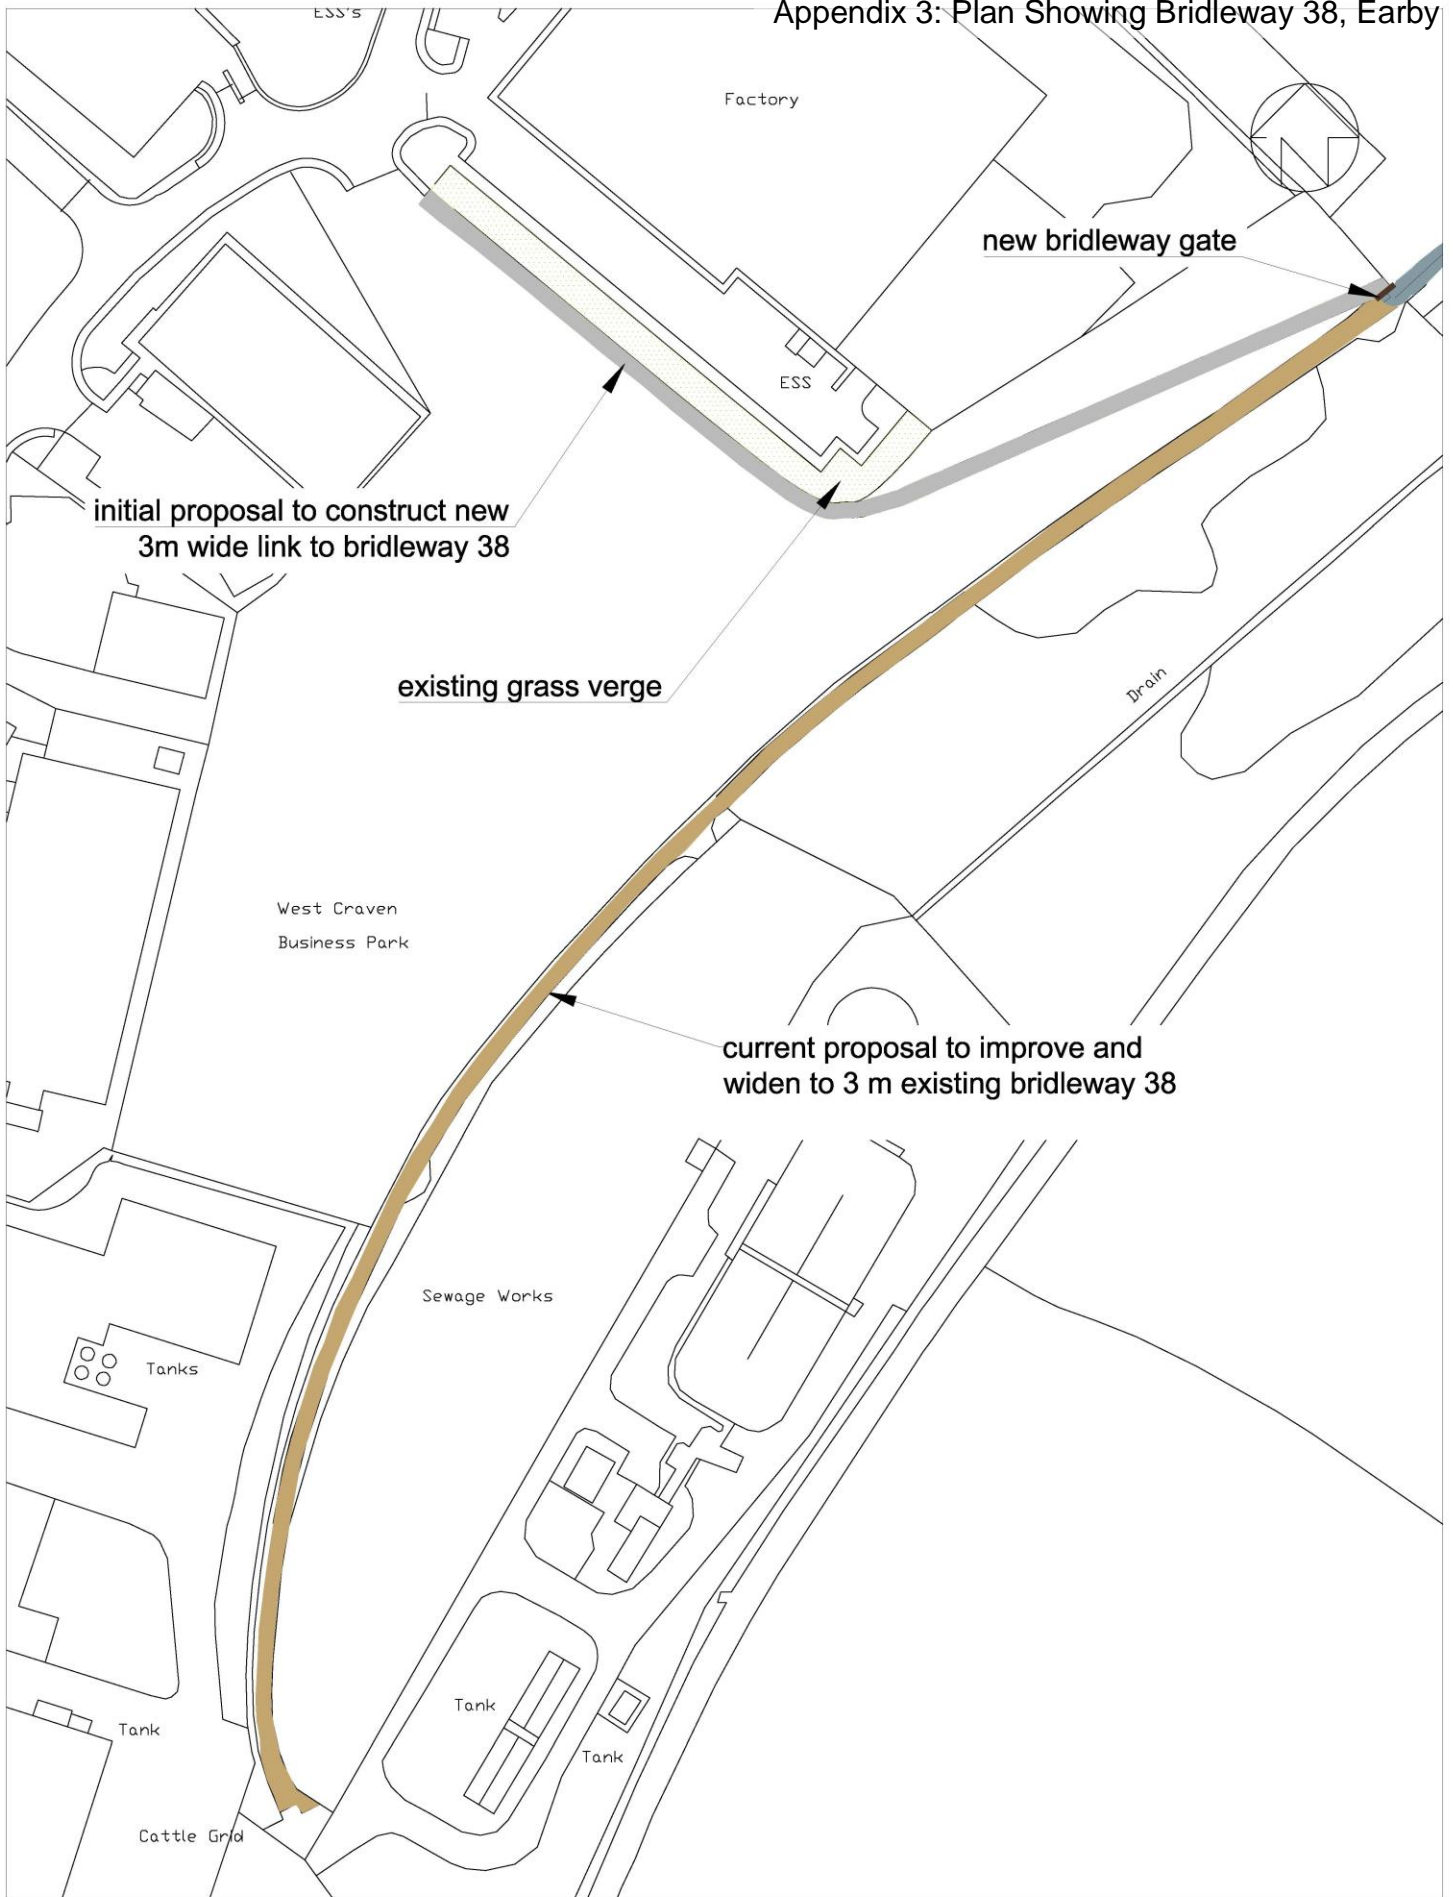 Appendix 3: Plan Showing Bridleway 38, Earby
ESS's
Factory
N
new bridleway gate
ESS
initial proposal to construct new
3m wide link to bridleway 38
existing grass verge
Drain
West Craven
Business Park
current proposal to improve and
widen to 3 m existing bridleway 38
Sewage Works
Tanks
Tank
Tank
Tank
Cattle Grid